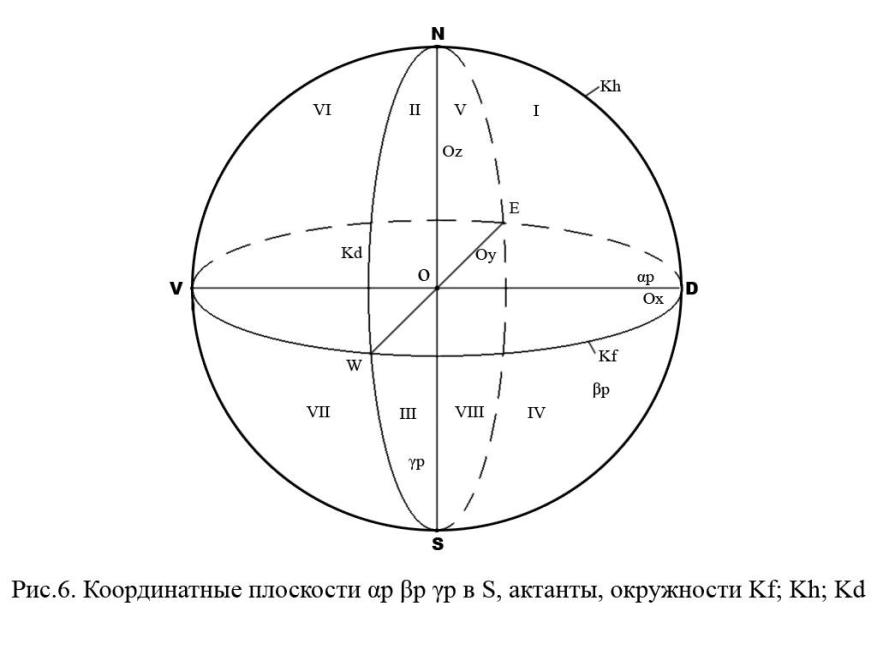 N
Kh
VI II V I
Oz
E
Kd
Oy
O
αp
V
D
Ox
Kf
W
βp
VII III VIII IV
γp
S
Рис.6. Координатные плоскости αp βp γp в S, актанты, окружности Kf; Kh; Kd